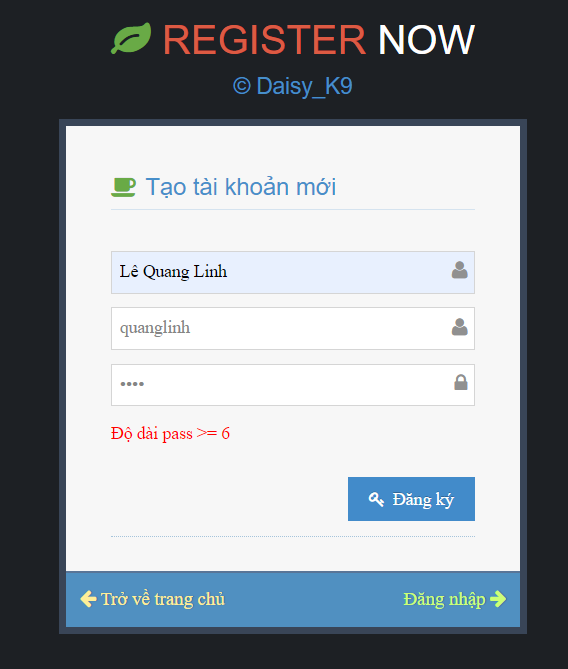 REGISTER NOW
© Daisy_K9
Tạo tài khoản mới
Lê Quang Linh
quanglinh
••••
Độ dài pass >= 6
Đăng ký
Trở về trang chủ
Đăng nhập